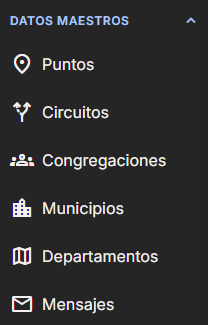 DATOS MAESTROS
Puntos
Circuitos
Congregaciones
Municipios
Departamentos
Mensajes